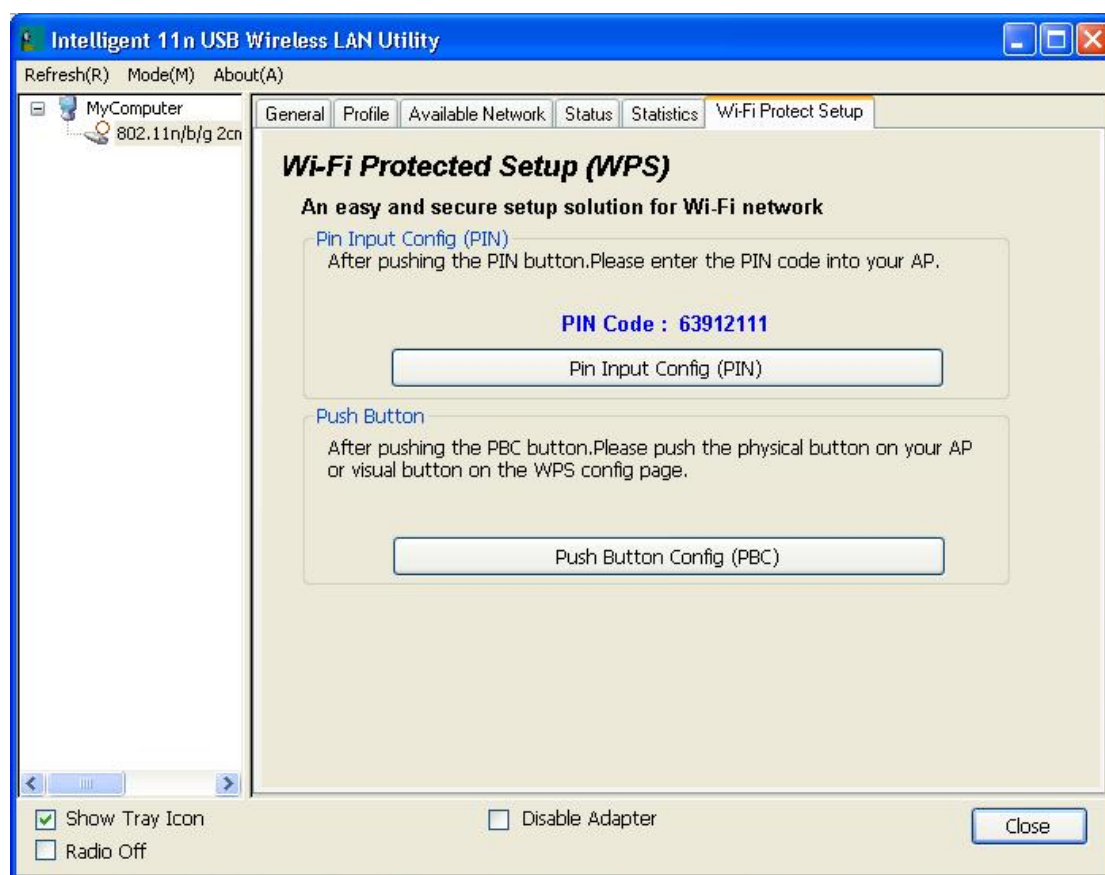 Intelligent 11n USB Wireless LAN Utility
Refresh(R) Mode(M) About(A)
MyComputer
802.11n/b/g 2cn
General Profile Available Network Status Statistics Wi-Fi Protect Setup
Wi-Fi Protected Setup (WPS)
An easy and secure setup solution for Wi-Fi network
Pin Input Config (PIN)
After pushing the PIN button.Please enter the PIN code into your AP.
PIN Code : 63912111
Pin Input Config (PIN)
Push Button
After pushing the PBC button.Please push the physical button on your AP
or visual button on the WPS config page.
Push Button Config (PBC)
Show Tray Icon Disable Adapter
Radio Off
Close